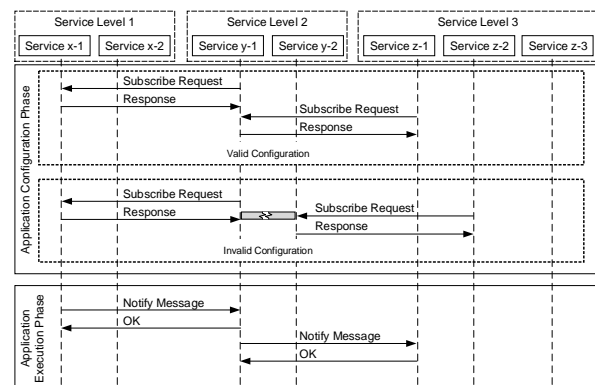 Service Level 1
Service Level 2
Service Level 3
Service x-1
Service x-2
Service y-1
Service y-2
Service z-1
Service z-2
Service z-3
Application Configuration Phase
Subscribe Request
Response
Subscribe Request
Response
Valid Configuration
Subscribe Request
Response
Subscribe Request
Response
Invalid Configuration
Application
Execution Phase
Notify Message
OK
Notify Message
OK